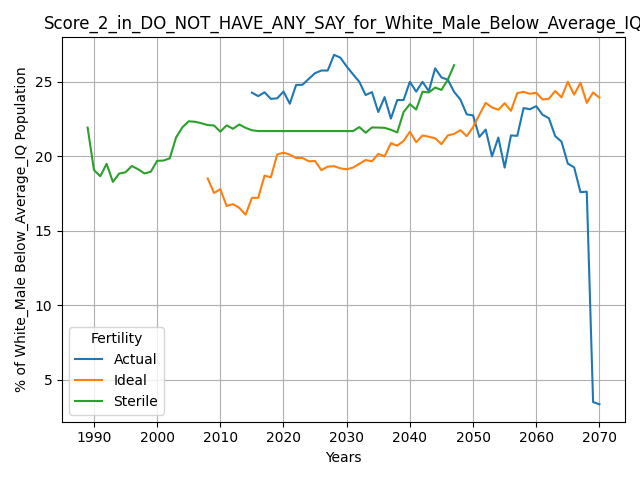 Score_2_in_DO_NOT_HAVE_ANY_SAY_for_White_Male_Below_Average_IQ
% of White_Male Below_Average_IQ Population
25
20
15
10
5
Fertility
Actual
Ideal
Sterile
1990 2000 2010 2020 2030 2040 2050 2060 2070
Years